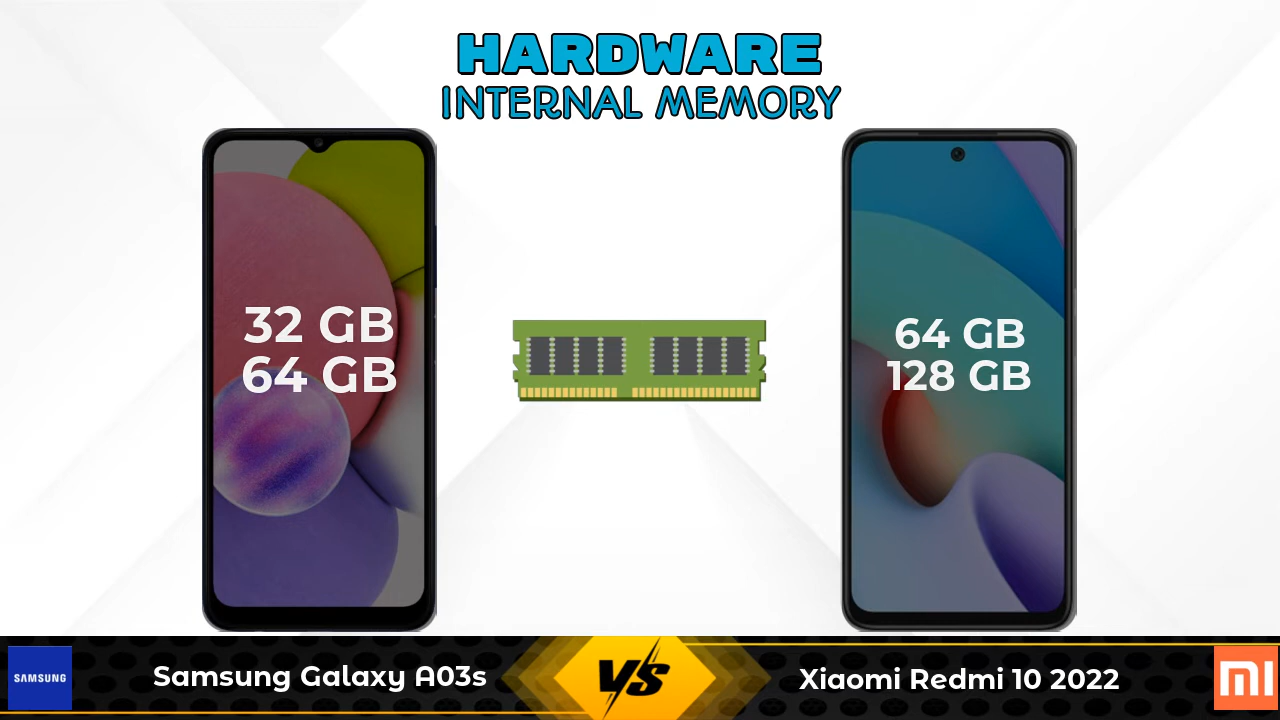 HARDWARE
INTERNAL MEMORY
32 GB
64 GB
64 GB
128 GB
SAMSUNG
Samsung Galaxy A03s
VS
Xiaomi Redmi 10 2022
MI